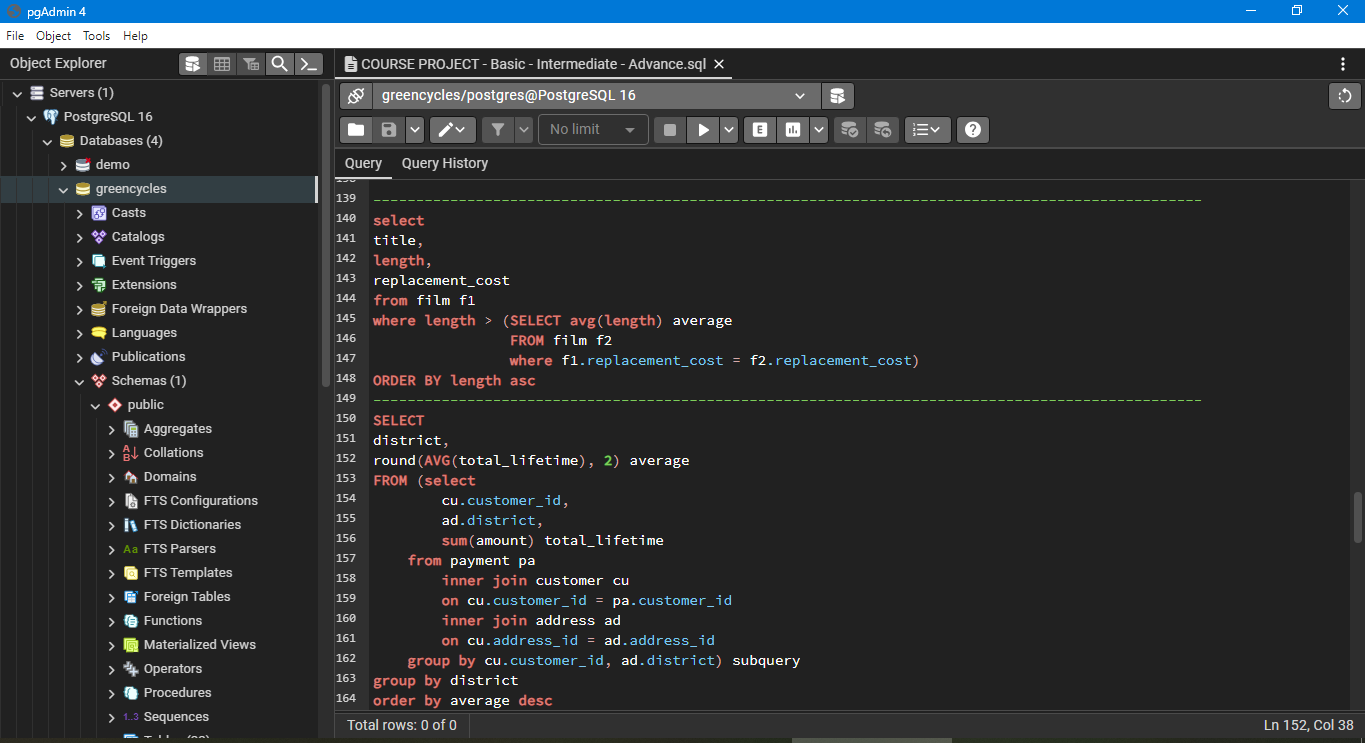 pgAdmin 4
File Object Tools Help
Object Explorer
COURSE PROJECT - Basic - Intermediate - Advance.sql
Servers (1)
PostgreSQL 16
Databases (4)
demo
greencycles
Casts
Catalogs
Event Triggers
Extensions
Foreign Data Wrappers
Languages
Publications
Schemas (1)
public
Aggregates
Collations
Domains
FTS Configurations
FTS Dictionaries
Aa FTS Parsers
FTS Templates
Foreign Tables
Functions
Materialized Views
Operators
Procedures
1..3 Sequences
greencycles/postgres@PostgreSQL 16
No limit
E
Query Query History
139 -------------------------------------------------------------------------------------------------
140 select
141 title,
142 length,
143 replacement_cost
144 from film f1
145 where length > (SELECT avg(length) average
146 FROM film f2
147 where f1.replacement_cost = f2.replacement_cost)
148 ORDER BY length asc
149 -------------------------------------------------------------------------------------------------
150 SELECT
151 district,
152 round(AVG(total_lifetime), 2) average
153 FROM (select
154 cu.customer_id,
155 ad.district,
156 sum(amount) total_lifetime
157 from payment pa
158 inner join customer cu
159 on cu.customer_id = pa.customer_id
160 inner join address ad
161 on cu.address_id = ad.address_id
162 group by cu.customer_id, ad.district) subquery
163 group by district
164 order by average desc
Total rows: 0 of 0
Ln 152, Col 38